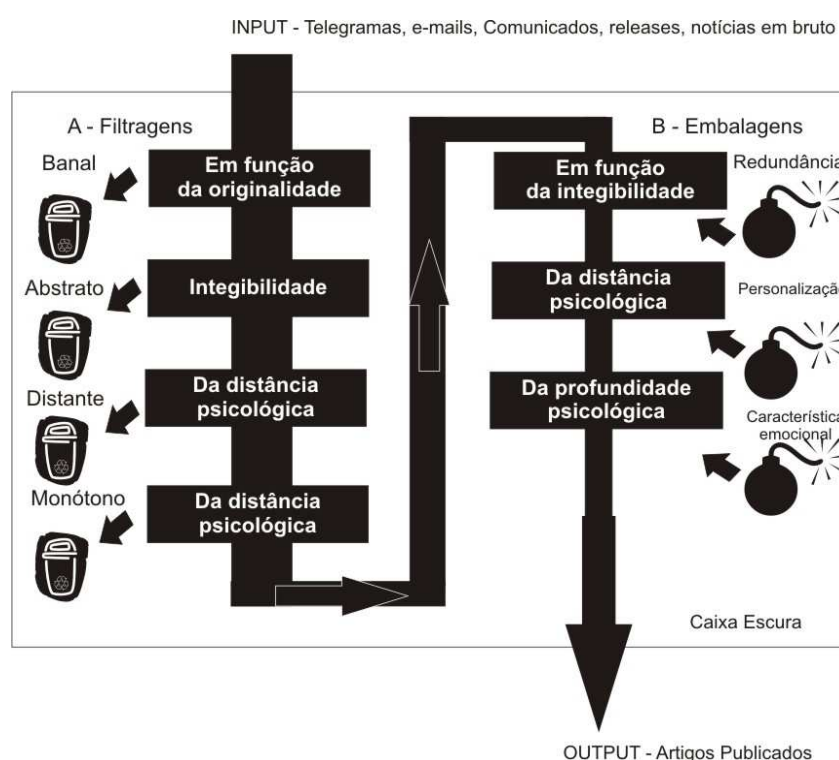 INPUT - Telegramas, e-mails, Comunicados, releases, notícias em bruto
A - Filtragens
Banal
Em função
da originalidade
Abstrato
Integibilidade
Distante
Da distância
psicológica
Monótono
Da distância
psicológica
B - Embalagens
Em função
da integibilidade
Redundância
Da distância
psicológica
Personalização
Da profundidade
psicológica
Característica
emocional
Caixa Escura
OUTPUT - Artigos Publicados